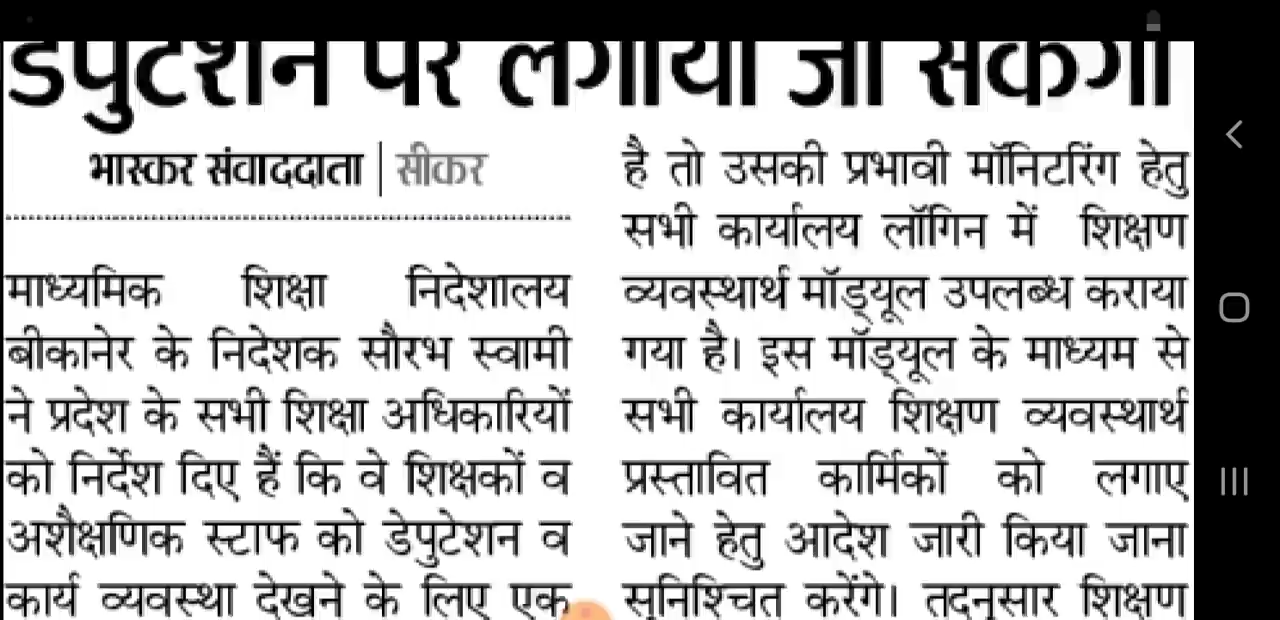 डेपुटेशन पर लगाया जा सकेगा
भास्कर संवाददाता | सीकर
माध्यमिक शिक्षा निदेशालय
बीकानेर के निदेशक सौरभ स्वामी
ने प्रदेश के सभी शिक्षा अधिकारियों
को निर्देश दिए हैं कि वे शिक्षकों व
अशैक्षणिक स्टाफ को डेपुटेशन व
कार्य व्यवस्था देखने के लिए एक
है तो उसकी प्रभावी मॉनिटरिंग हेतु
सभी कार्यालय लॉगिन में शिक्षण
व्यवस्थार्थ मॉड्यूल उपलब्ध कराया
गया है। इस मॉड्यूल के माध्यम से
सभी कार्यालय शिक्षण व्यवस्थार्थ
प्रस्तावित कार्मिकों को लगाए
जाने हेतु आदेश जारी किया जाना
सुनिश्चित करेंगे। तदनुसार शिक्षण